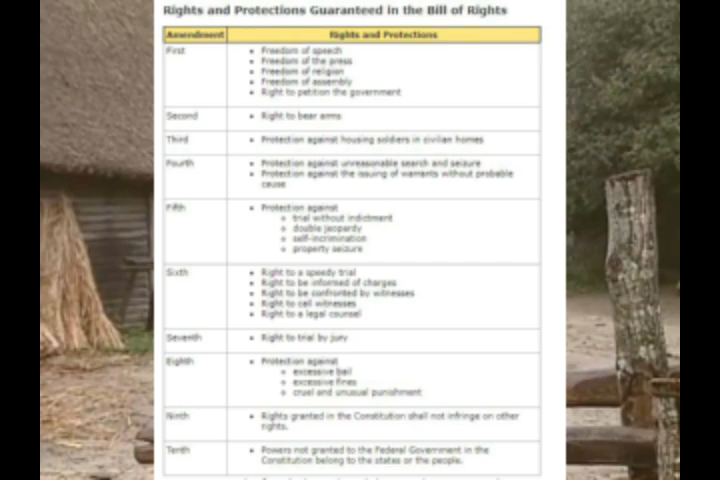 Rights and Protections Guaranteed in the Bill of Rights
Amendment Rights and Protections
First
• Freedom of speech
• Freedom of the press
• Freedom of religion
• Freedom of assembly
• Right to petition the government
Second
• Right to bear arms
Third
• Protection against housing soldiers in civilian homes
Fourth
• Protection against unreasonable search and seizure
• Protection against the issuing of warrants without probable
cause
Fifth
• Protection against
○ trial without indictment
○ double jeopardy
○ self-incrimination
○ property seizure
Sixth
• Right to a speedy trial
• Right to be informed of charges
• Right to be confronted by witnesses
• Right to call witnesses
• Right to a legal counsel
Seventh
• Right to trial by jury
Eighth
• Protection against
○ excessive bail
○ excessive fines
○ cruel and unusual punishment
Ninth
• Rights granted in the Constitution shall not infringe on other
rights.
Tenth
• Powers not granted to the Federal Government in the
Constitution belong to the states or the people.